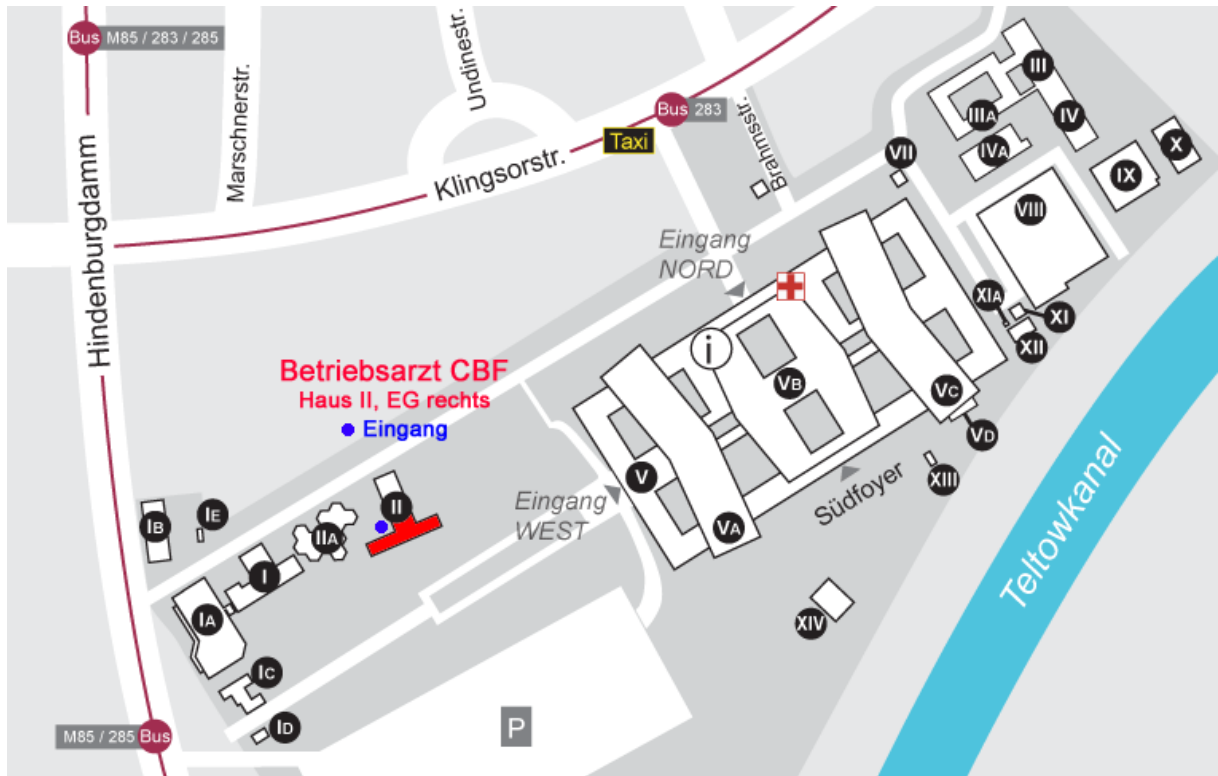 Bus M85 / 283 / 285
Marschnerstr.
Undinestr.
Bus 283
Taxi
Brahmsstr.
Klingsorstr.
Hindenburgdamm
III
IIIA
IV
IVA
X
IX
VII
VIII
Eingang
NORD
XIA
XI
XII
i
Betriebsarzt CBF
Haus II, EG rechts
Eingang
VB
VC
VD
V
Südfoyer
XIII
Eingang
WEST
VA
IB
IE
II
IIA
I
IA
XIV
Teltowkanal
IC
ID
P
M85 / 285 Bus